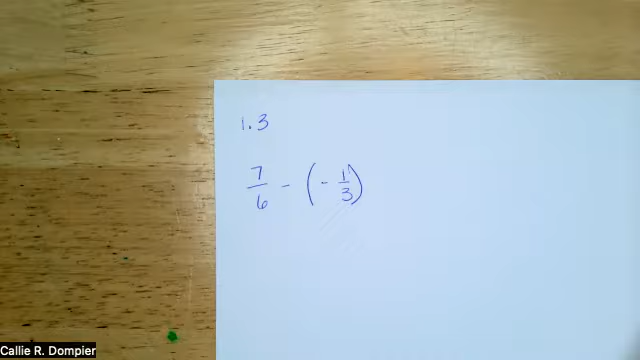 1.3
7/6 - (- 1/3)
Callie R. Dompier